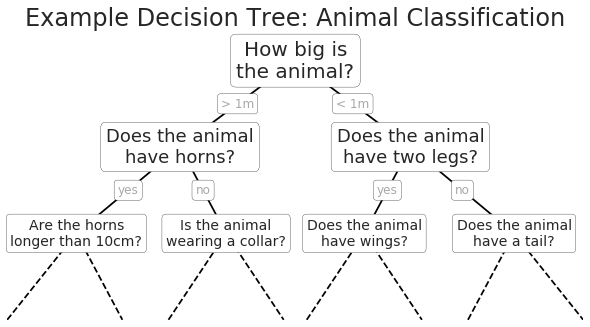 Example Decision Tree: Animal Classification
How big is
the animal?
> 1m
< 1m
Does the animal
have horns?
Does the animal
have two legs?
yes
no
yes
no
Are the horns
longer than 10cm?
Is the animal
wearing a collar?
Does the animal
have wings?
Does the animal
have a tail?